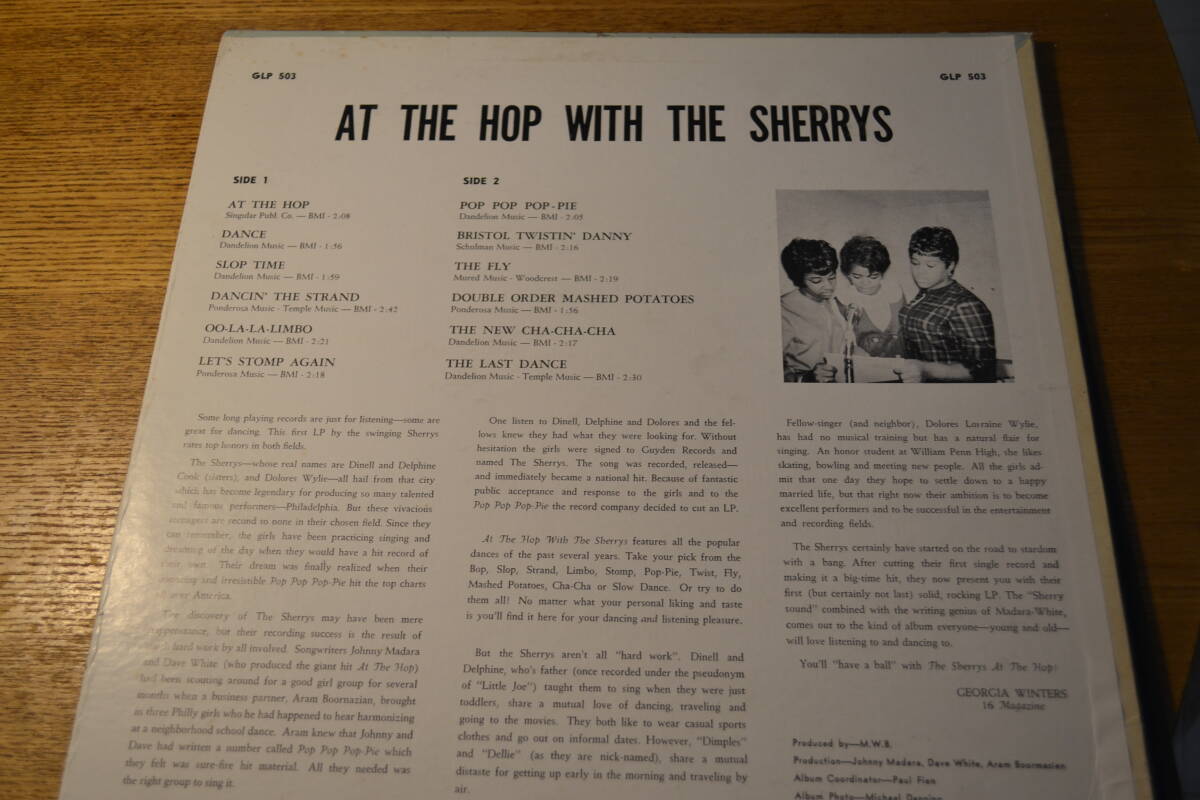 GLP 503
GLP 503
AT THE HOP WITH THE SHERRYS
SIDE 1
AT THE HOP
Singular Publ. Co. — BMI - 2:08
DANCE
Dandelion Music — BMI - 1:56
SLOP TIME
Dandelion Music — BMI - 1:59
DANCIN' THE STRAND
Ponderosa Music - Temple Music — BMI - 2:42
OO-LA-LA-LIMBO
Dandelion Music — BMI - 2:21
LET'S STOMP AGAIN
Ponderosa Music — BMI - 2:18
SIDE 2
POP POP POP-PIE
Dandelion Music — BMI - 2:05
BRISTOL TWISTIN' DANNY
Schulman Music — BMI - 2:16
THE FLY
Mured Music - Woodcrest — BMI - 2:19
DOUBLE ORDER MASHED POTATOES
Ponderosa Music — BMI - 1:56
THE NEW CHA-CHA-CHA
Dandelion Music — BMI - 2:17
THE LAST DANCE
Dandelion Music - Temple Music — BMI - 2:30
Some long playing records are just for listening—some are
great for dancing. This first LP by the swinging Sherrys
rates top honors in both fields.
The Sherrys—whose real names are Dinell and Delphine
Cook (sisters), and Dolores Wylie—all hail from that city
which has become legendary for producing so many talented
and famous performers—Philadelphia. But these vivacious
teenagers are second to none in their chosen field. Since they
can remember, the girls have been practicing singing and
dreaming of the day when they would have a hit record of
their own. Their dream was finally realized when their
and irresistible Pop Pop Pop-Pie hit the top charts
all over America.
The discovery of The Sherrys may have been mere
appearance, but their recording success is the result of
hard work by all involved. Songwriters Johnny Madara
and Dave White (who produced the giant hit At The Hop)
had been scouting around for a good girl group for several
months when a business partner, Aram Boornazian, brought
in three Philly girls who he had happened to hear harmonizing
at a neighborhood school dance. Aram knew that Johnny and
Dave had written a number called Pop Pop Pop-Pie which
they felt was sure-fire hit material. All they needed was
the right group to sing it.
One listen to Dinell, Delphine and Dolores and the fel-
lows knew they had what they were looking for. Without
hesitation the girls were signed to Guyden Records and
named The Sherrys. The song was recorded, released—
and immediately became a national hit. Because of fantastic
public acceptance and response to the girls and to the
Pop Pop Pop-Pie the record company decided to cut an LP.
At The Hop With The Sherrys features all the popular
dances of the past several years. Take your pick from the
Bop, Slop, Strand, Limbo, Stomp, Pop-Pie, Twist, Fly,
Mashed Potatoes, Cha-Cha or Slow Dance. Or try to do
them all! No matter what your personal liking and taste
is you'll find it here for your dancing and listening pleasure.
But the Sherrys aren't all "hard work". Dinell and
Delphine, who's father (once recorded under the pseudonym
of "Little Joe") taught them to sing when they were just
toddlers, share a mutual love of dancing, traveling and
going to the movies. They both like to wear casual sports
clothes and go out on informal dates. However, "Dimples"
and "Dellie" (as they are nick-named), share a mutual
distaste for getting up early in the morning and traveling by
air.
Fellow-singer (and neighbor), Dolores Lorraine Wylie,
has had no musical training but has a natural flair for
singing. An honor student at William Penn High, she likes
skating, bowling and meeting new people. All the girls ad-
mit that one day they hope to settle down to a happy
married life, but that right now their ambition is to become
excellent performers and to be successful in the entertainment
and recording fields.
The Sherrys certainly have started on the road to stardom
with a bang. After cutting their first single record and
making it a big-time hit, they now present you with their
first (but certainly not last) solid, rocking LP. The "Sherry
sound" combined with the writing genius of Madara-White,
comes out to the kind of album everyone—young and old—
will love listening to and dancing to.
You'll "have a ball" with The Sherrys At The Hop!
GEORGIA WINTERS
16 Magazine
Produced by—M.W.B.
Production—Johnny Madara, Dave White, Aram Boornasian
Album Coordinator—Paul Fien
Album Photo—Michael Denning